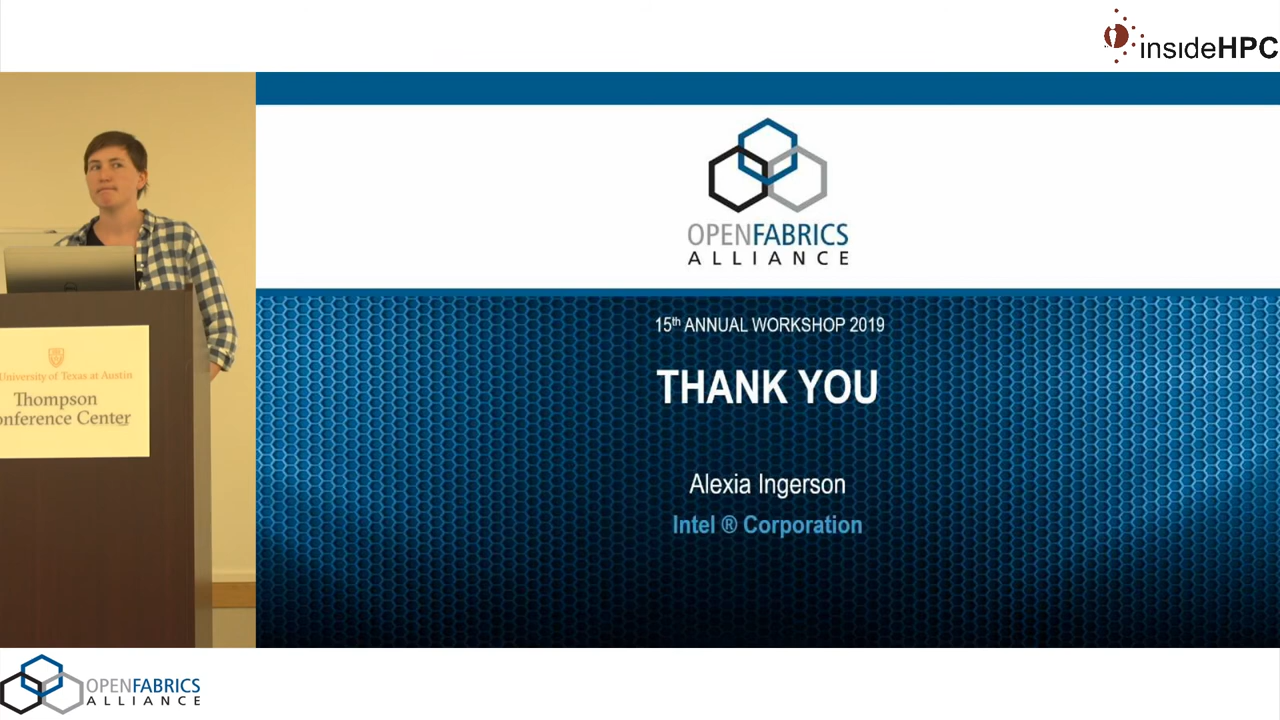 insideHPC
OPENFABRICS
ALLIANCE
15th ANNUAL WORKSHOP 2019
THANK YOU
Alexia Ingerson
Intel ® Corporation
University of Texas at Austin
Thompson
onference Center
OPENFABRICS
ALLIANCE